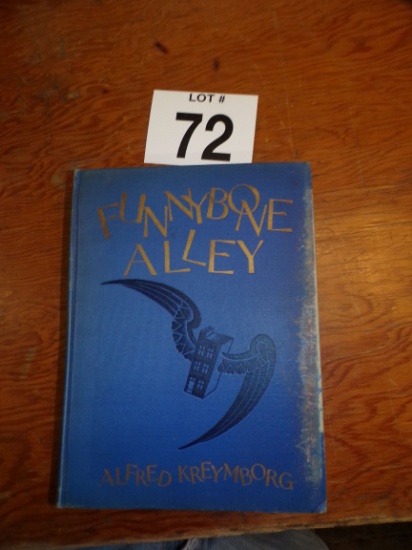 LOT #
72
FUNNYBONE
ALLEY
ALFRED KREYMBORG